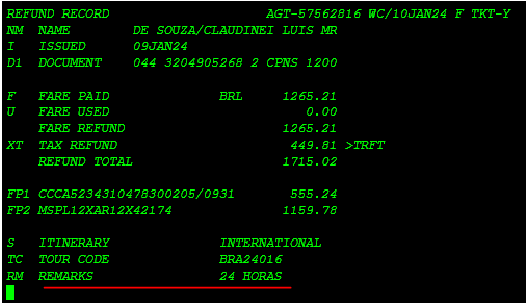 REFUND RECORD AGT-57562816 WC/10JAN24 F TKT-Y
NM NAME DE SOUZA/CLAUDINEI LUIS MR
I ISSUED 09JAN24
D1 DOCUMENT 044 3204905268 2 CPNS 1200
F FARE PAID BRL 1265.21
U FARE USED 0.00
FARE REFUND 1265.21
XT TAX REFUND 449.81 >TRFT
REFUND TOTAL 1715.02
FP1 CCCA5234310478300205/0931 555.24
FP2 MSPL12XAR12X42174 1159.78
S ITINERARY INTERNATIONAL
TC TOUR CODE BRA24016
RM REMARKS 24 HORAS